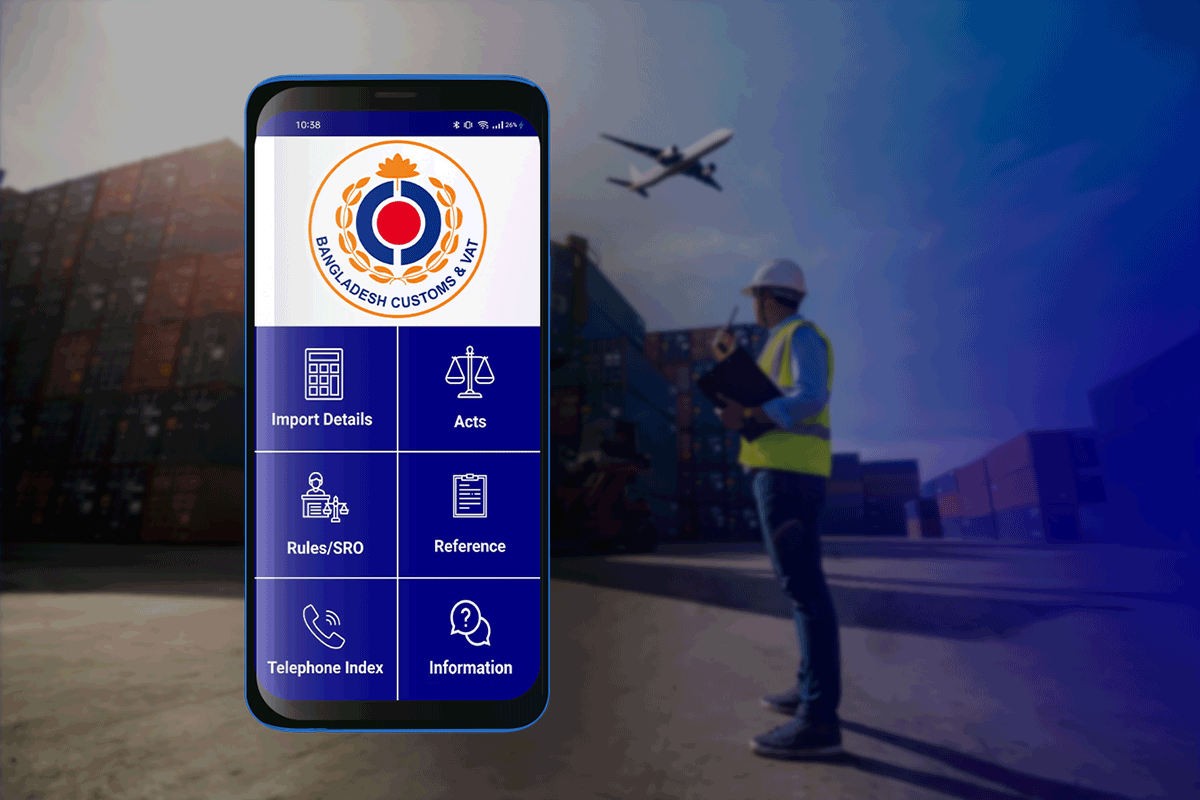 10:38
26%
BANGLADESH CUSTOMS & VAT
Import Details
Acts
Rules/SRO
Reference
Telephone Index
Information